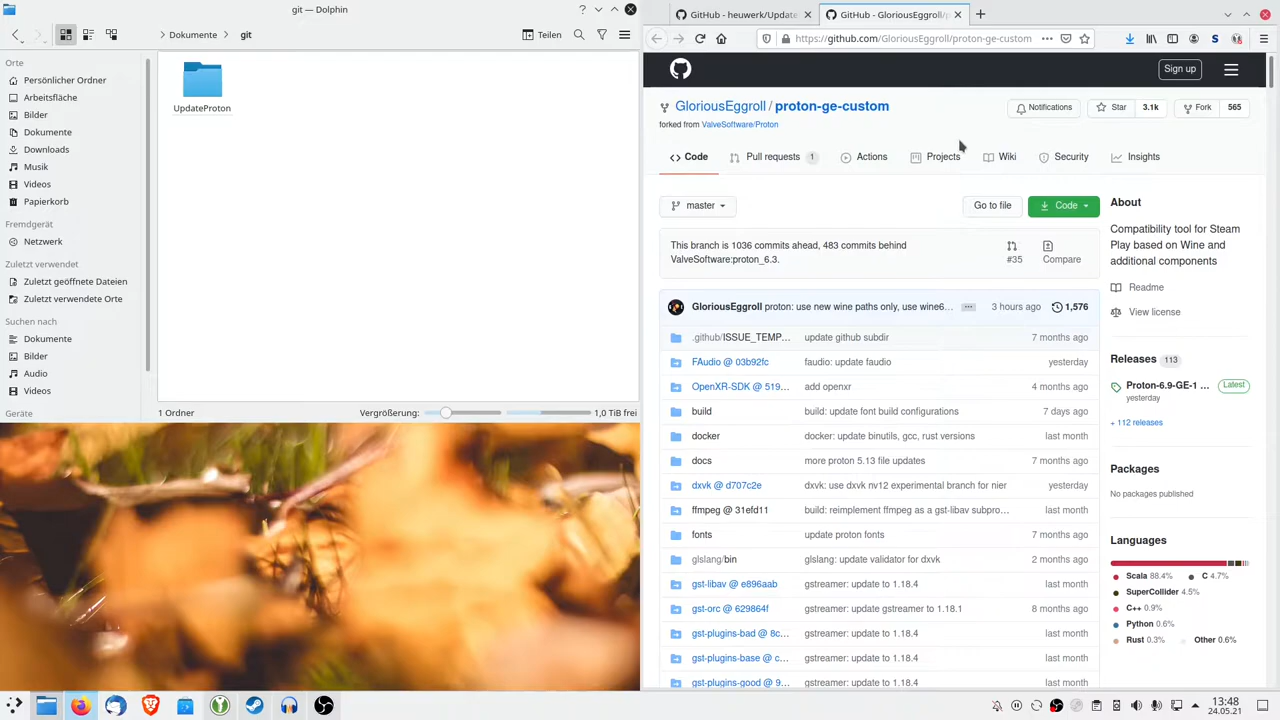 git — Dolphin
Dokumente
git
Teilen
Orte
Persönlicher Ordner
Arbeitsfläche
Bilder
Dokumente
Downloads
Musik
Videos
Papierkorb
Fremdgerät
Netzwerk
Zuletzt verwendet
Zuletzt geöffnete Dateien
Zuletzt verwendete Orte
Suchen nach
Dokumente
Bilder
Audio
Videos
Geräte
UpdateProton
1 Ordner
Vergrößerung:
1,0 TiB frei
GitHub - heuwerk/Update
GitHub - GloriousEggroll/p
https://github.com/GloriousEggroll/proton-ge-custom
Sign up
GloriousEggroll / proton-ge-custom
forked from ValveSoftware/Proton
Notifications
Star 3.1k
Fork 565
Code
Pull requests 1
Actions
Projects
Wiki
Security
Insights
master
Go to file
Code
This branch is 1036 commits ahead, 483 commits behind
ValveSoftware:proton_6.3.
#35
Compare
GloriousEggroll proton: use new wine paths only, use wine6… 3 hours ago 1,576
.github/ISSUE_TEMP… update github subdir 7 months ago
FAudio @ 03b92fc faudio: update faudio yesterday
OpenXR-SDK @ 519… add openxr 4 months ago
build build: update font build configurations 7 days ago
docker docker: update binutils, gcc, rust versions last month
docs more proton 5.13 file updates 7 months ago
dxvk @ d707c2e dxvk: use dxvk nv12 experimental branch for nier yesterday
ffmpeg @ 31efd11 build: reimplement ffmpeg as a gst-libav subpro… last month
fonts update proton fonts 7 months ago
glslang/bin glslang: update validator for dxvk 2 months ago
gst-libav @ e896aab gstreamer: update to 1.18.4 last month
gst-orc @ 629864f gstreamer: update gstreamer to 1.18.1 8 months ago
gst-plugins-bad @ 8c… gstreamer: update to 1.18.4 last month
gst-plugins-base @ c… gstreamer: update to 1.18.4 last month
gst-plugins-good @ 9… gstreamer: update to 1.18.4 last month
About
Compatibility tool for Steam
Play based on Wine and
additional components
Readme
View license
Releases 113
Proton-6.9-GE-1 … Latest
yesterday
+ 112 releases
Packages
No packages published
Languages
Scala 88.4% C 4.7%
SuperCollider 4.5%
C++ 0.9%
Python 0.6%
Rust 0.3% Other 0.6%
13:48
24.05.21